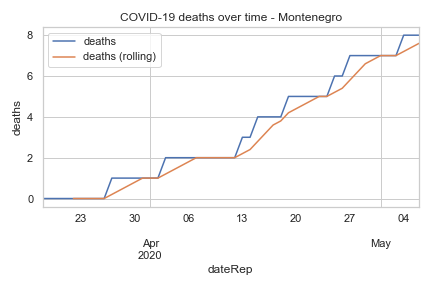 COVID-19 deaths over time - Montenegro
deaths
deaths (rolling)
8
6
4
2
0
deaths
23
30
06
13
20
27
04
Apr
2020
May
dateRep